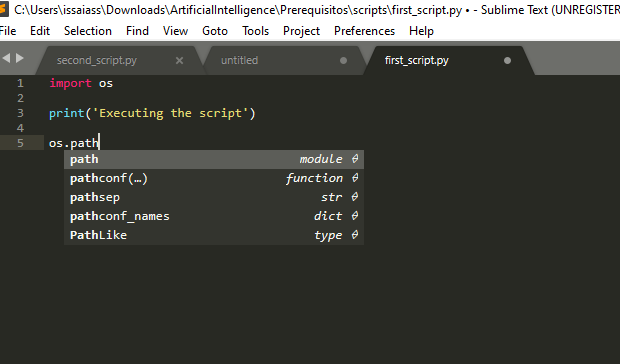 C:\Users\issaiass\Downloads\ArtificialIntelligence\Prerequisitos\scripts\first_script.py • - Sublime Text (UNREGISTER
File Edit Selection Find View Goto Tools Project Preferences Help
second_script.py × untitled first_script.py
1 import os
2
3 print('Executing the script')
4
5 os.path
path module
pathconf(…) function
pathsep str
pathconf_names dict
PathLike type